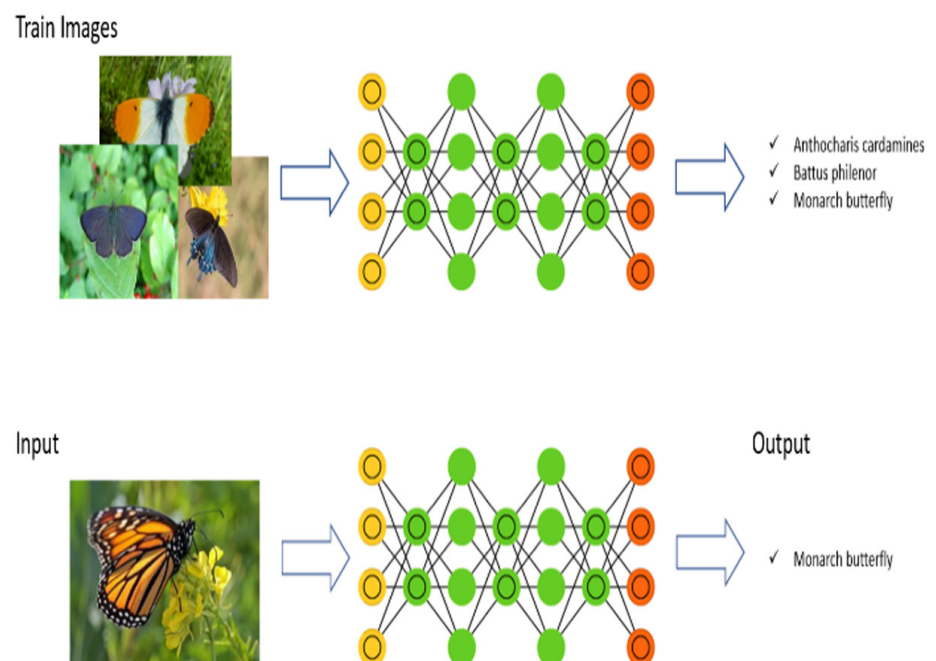 Train Images
✓ Anthocharis cardamines
✓ Battus philenor
✓ Monarch butterfly
Input
Output
✓ Monarch butterfly